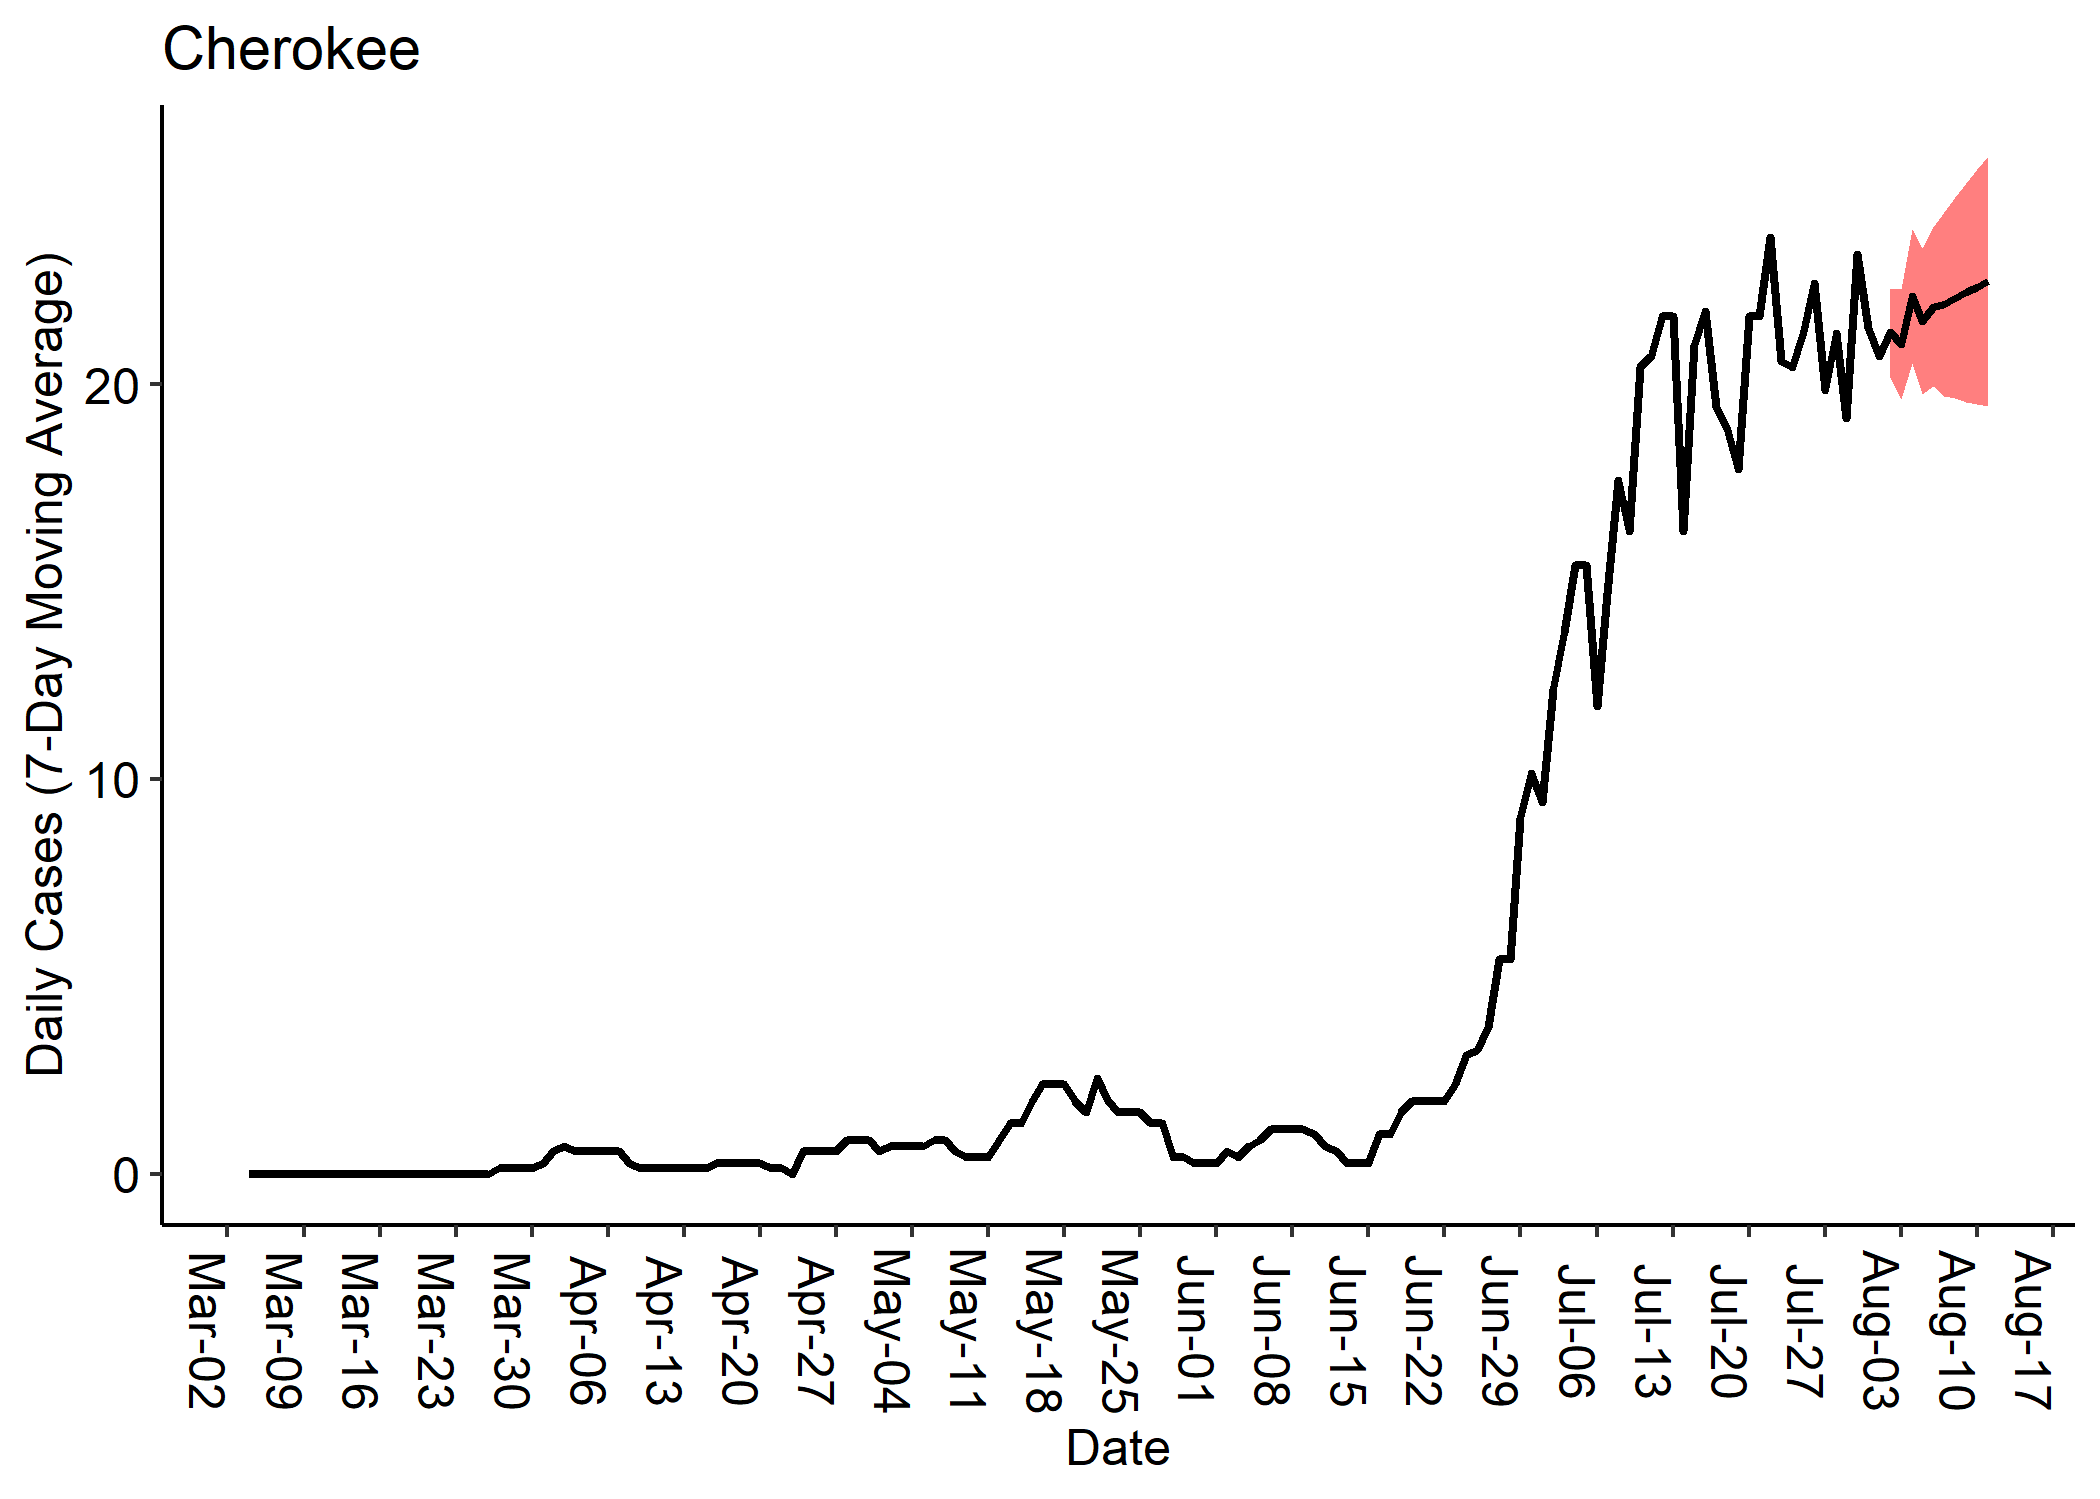 Cherokee
Daily Cases (7-Day Moving Average)
20
10
0
Mar-02
Mar-09
Mar-16
Mar-23
Mar-30
Apr-06
Apr-13
Apr-20
Apr-27
May-04
May-11
May-18
May-25
Jun-01
Jun-08
Jun-15
Jun-22
Jun-29
Jul-06
Jul-13
Jul-20
Jul-27
Aug-03
Aug-10
Aug-17
Date